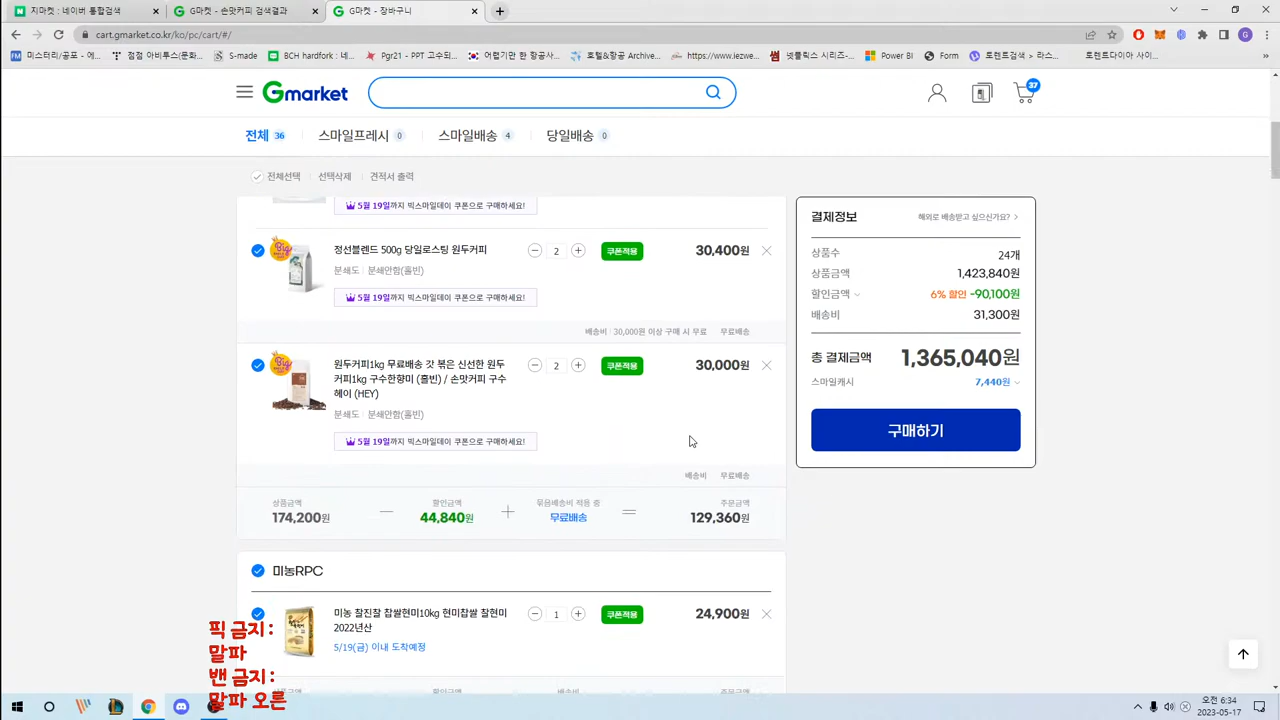 지마켓: 네이버 통합검색
G마켓 - 손맛커피 검색결과
G마켓 - 장바구니
cart.gmarket.co.kr/ko/pc/cart/#/
미스터리/공포 - 에...
점점 아비투스(문화...
S-made
BCH hardfork : 네...
Pgr21 - PPT 고수되...
어렵기만 한 항공사...
호텔&항공 Archive...
https://www.lezwe...
넷플릭스 시리즈...
Power BI
Form
토렌트검색 > 라스...
토렌트다이아 사이트
»
Gmarket
37
전체 36
스마일프레시 0
스마일배송 4
당일배송 0
전체선택
선택삭제
견적서 출력
5월 19일까지 빅스마일데이 쿠폰으로 구매하세요!
Big
정선블렌드 500g 당일로스팅 원두커피
2
쿠폰적용
30,400원
분쇄도 분쇄안함(홀빈)
5월 19일까지 빅스마일데이 쿠폰으로 구매하세요!
배송비 30,000원 이상 구매 시 무료 무료배송
Big
원두커피1kg 무료배송 갓 볶은 신선한 원두
커피1kg 구수한향미 (홀빈) / 손맛커피 구수
헤이 (HEY)
2
쿠폰적용
30,000원
분쇄도 분쇄안함(홀빈)
5월 19일까지 빅스마일데이 쿠폰으로 구매하세요!
배송비 무료배송
상품금액
174,200원
할인금액
44,840원
묶음배송비 적용 중
무료배송
주문금액
129,360원
미농RPC
미농 찰진찰 찹쌀현미10kg 현미찹쌀 찰현미
2022년산
1
쿠폰적용
24,900원
5/19(금) 이내 도착예정
상품금액
할인금액
배송비
주문금액
결제정보
해외로 배송받고 싶으신가요?
상품수 24개
상품금액 1,423,840원
할인금액 6% 할인 -90,100원
배송비 31,300원
총 결제금액 1,365,040원
스마일캐시 7,440원
구매하기
픽 금지 :
말파
밴 금지 :
말파 오른
오전 6:34
2023-05-17